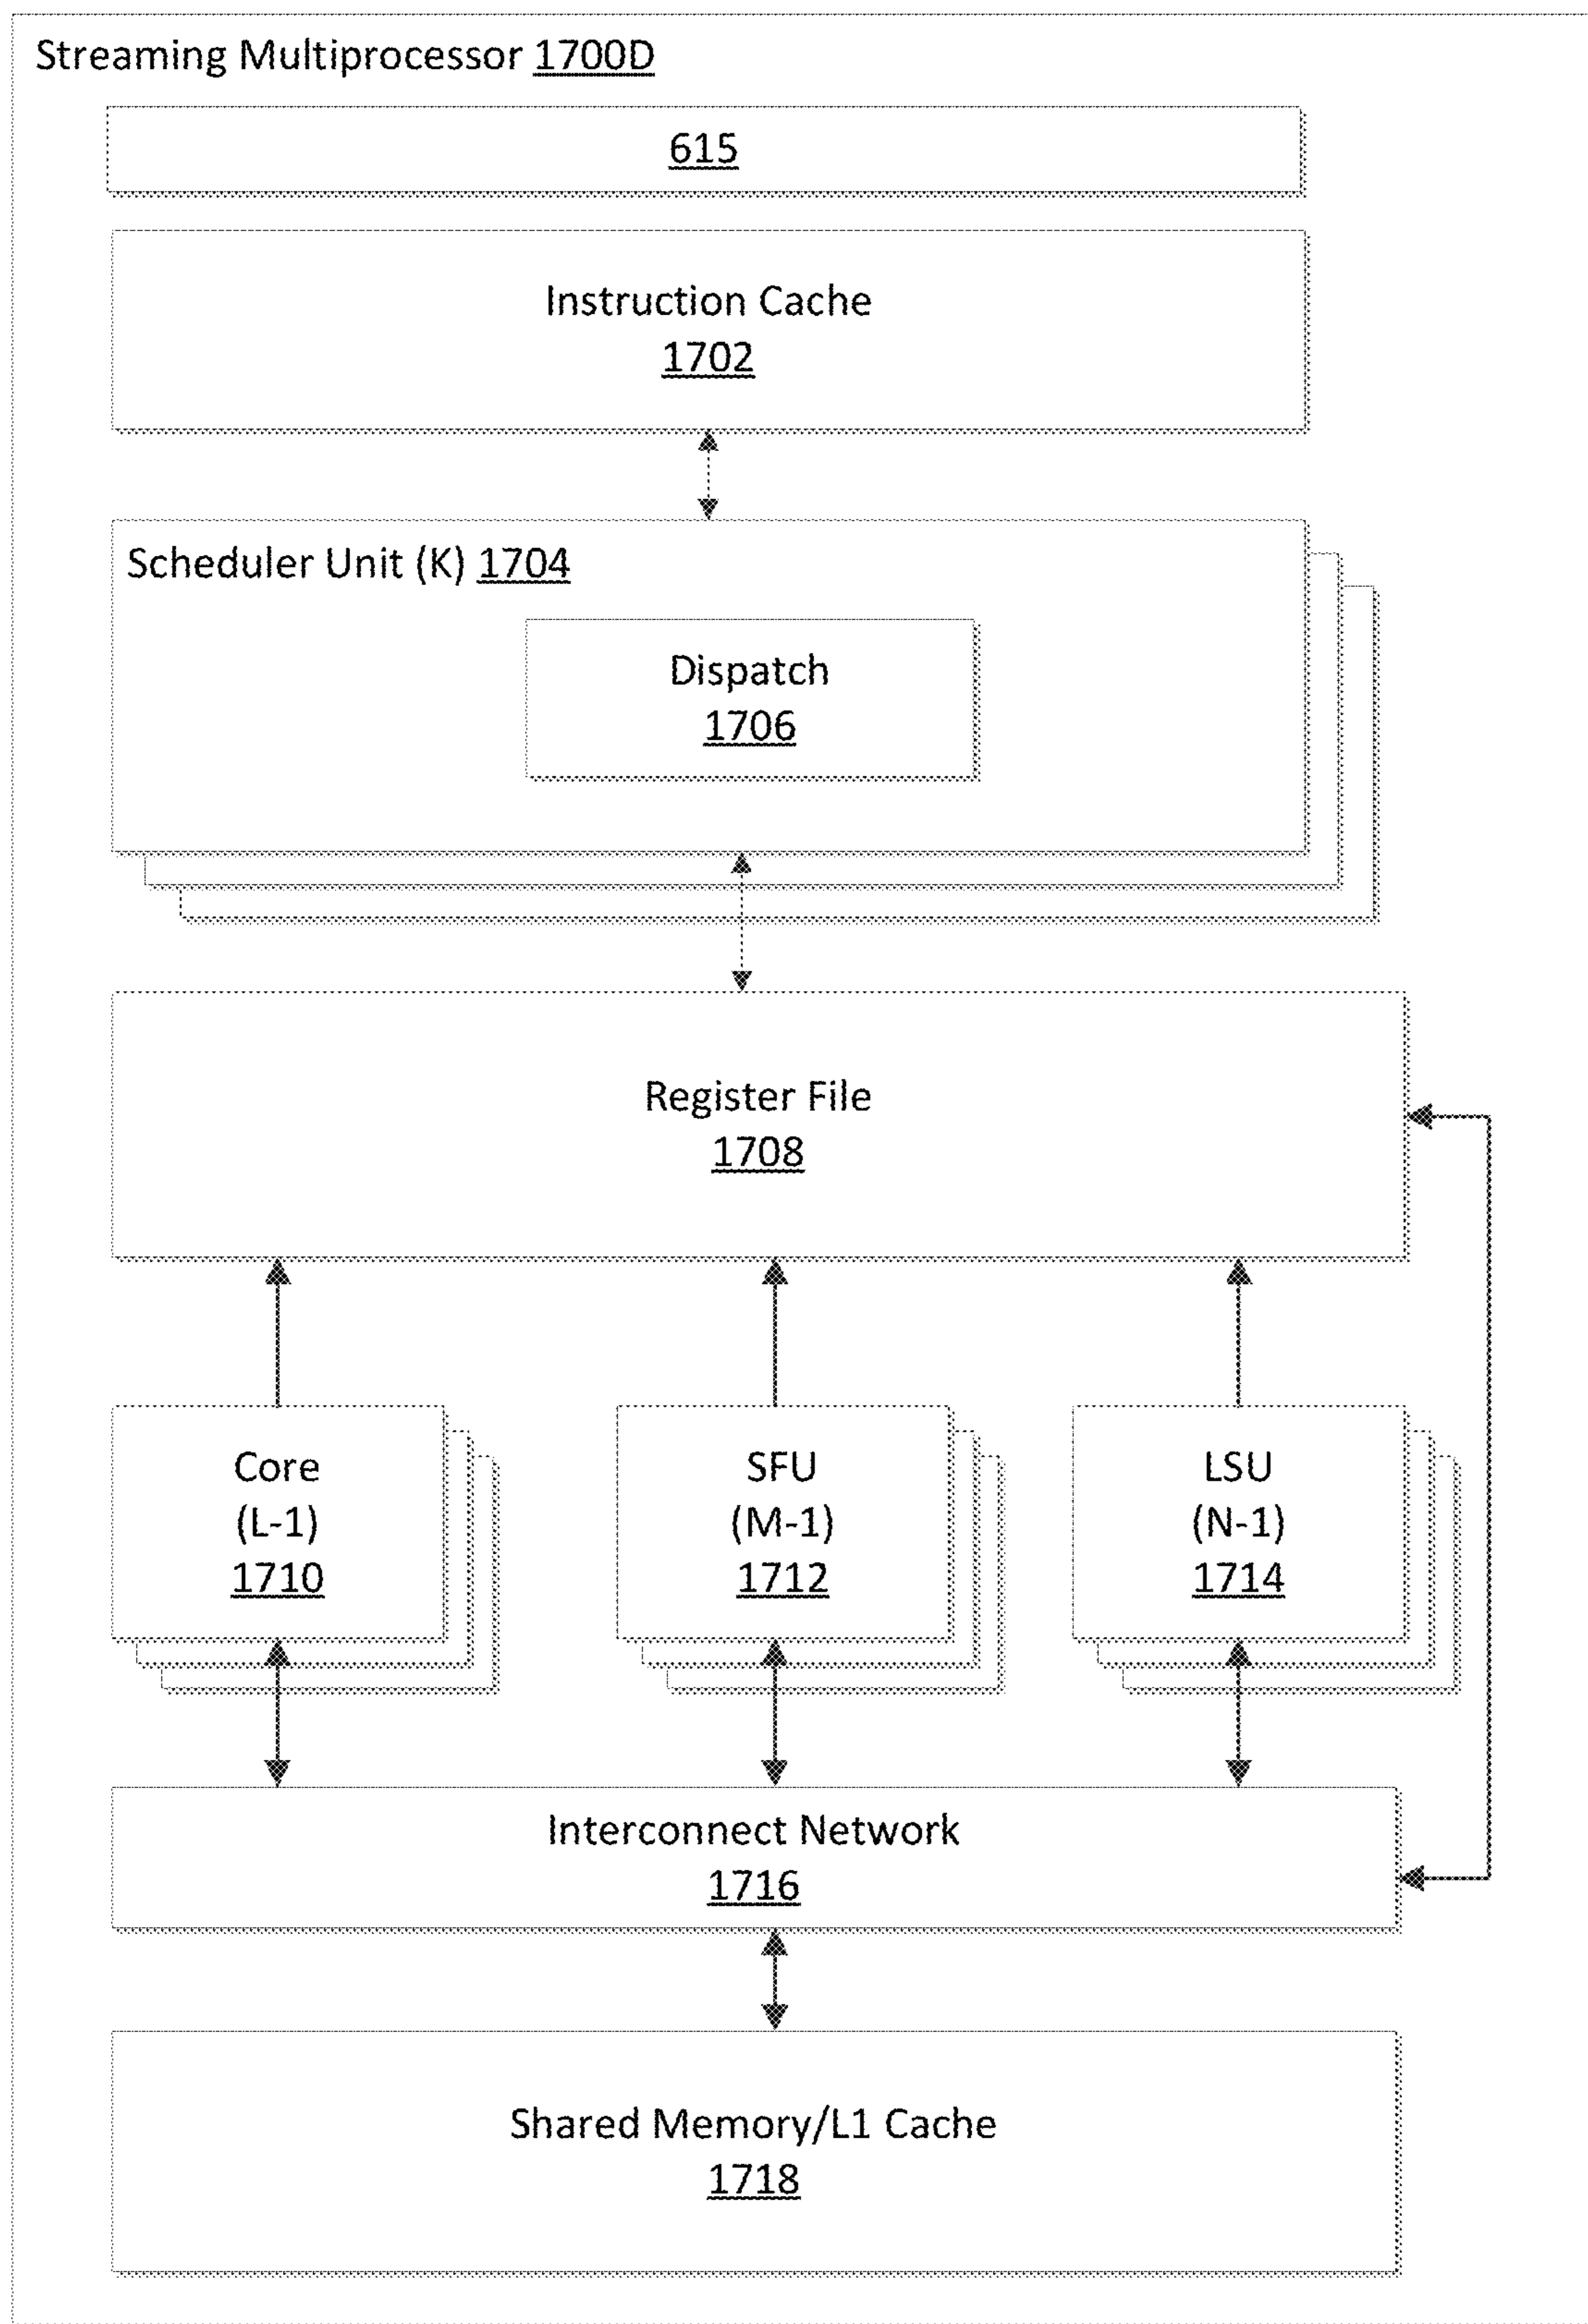 Streaming Multiprocessor 1700D
615
Instruction Cache
1702
Scheduler Unit (K) 1704
Dispatch
1706
Register File
1708
Core
(L-1)
1710
SFU
(M-1)
1712
LSU
(N-1)
1714
Interconnect Network
1716
Shared Memory/L1 Cache
1718